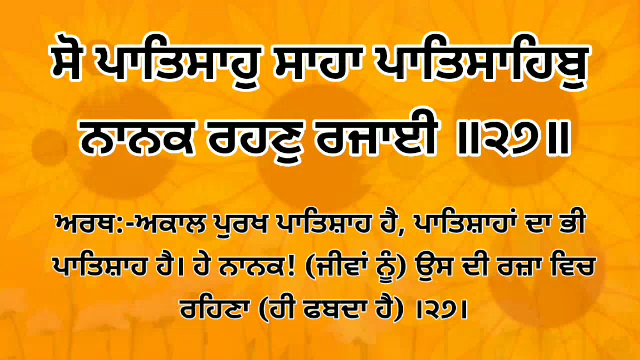 ਸੋ ਪਾਤਿਸਾਹੁ ਸਾਹਾ ਪਾਤਿਸਾਹਿਬੁ
ਨਾਨਕ ਰਹਣੁ ਰਜਾਈ ॥੨੭॥
ਅਰਥ:-ਅਕਾਲ ਪੁਰਖ ਪਾਤਿਸ਼ਾਹ ਹੈ, ਪਾਤਿਸ਼ਾਹਾਂ ਦਾ ਭੀ
ਪਾਤਿਸ਼ਾਹ ਹੈ। ਹੇ ਨਾਨਕ! (ਜੀਵਾਂ ਨੂੰ) ਉਸ ਦੀ ਰਜ਼ਾ ਵਿਚ
ਰਹਿਣਾ (ਹੀ ਫਬਦਾ ਹੈ) ।੨੭।